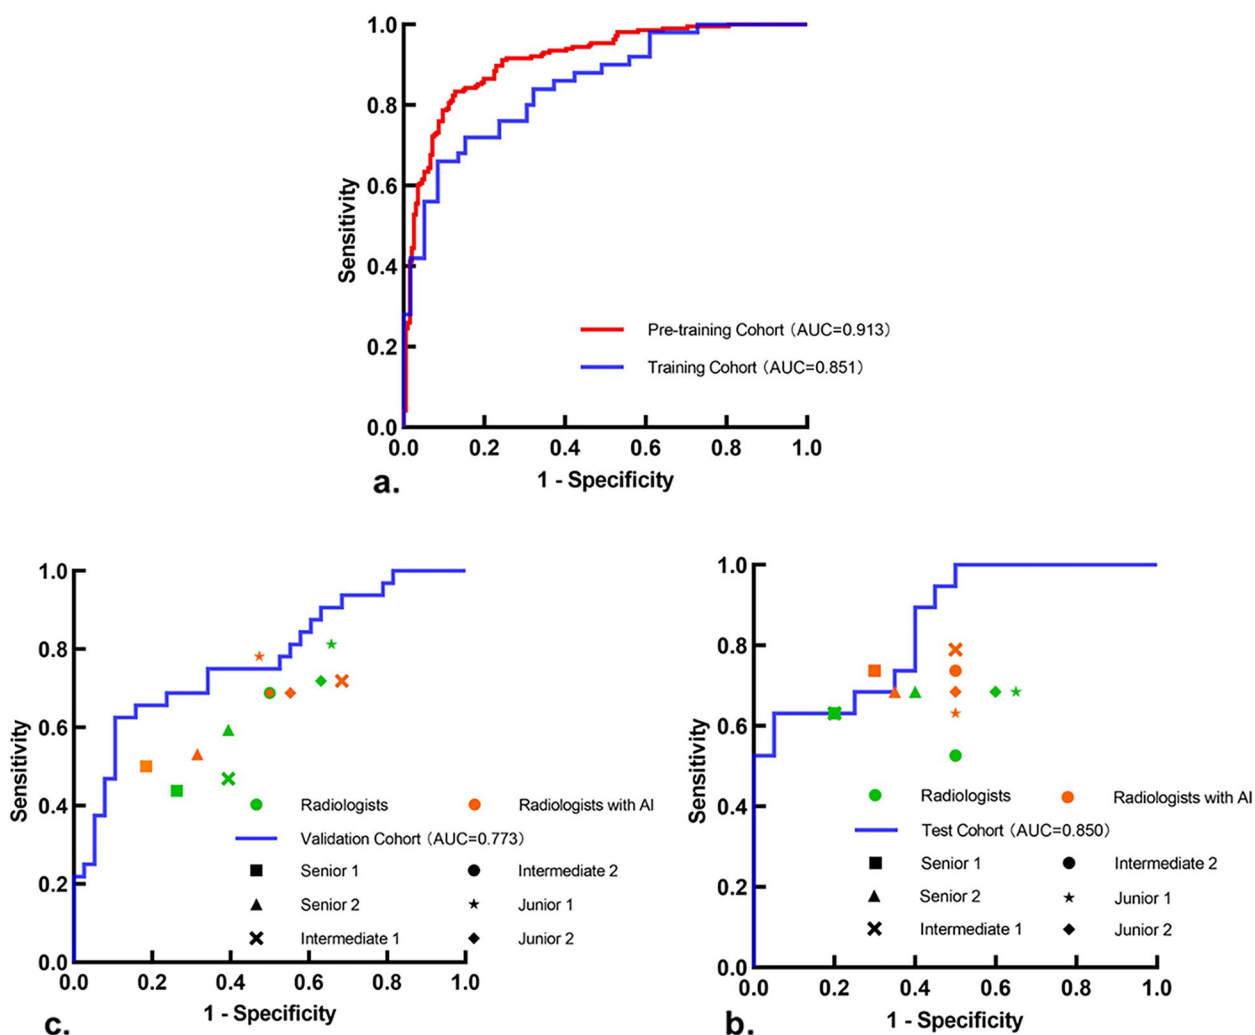 1.0
0.8
0.6
0.4
0.2
0.0
Sensitivity
Pre-training Cohort (AUC=0.913)
Training Cohort (AUC=0.851)
0.0 0.2 0.4 0.6 0.8 1.0
1 - Specificity
a.
1.0
0.8
0.6
0.4
0.2
0.0
Sensitivity
Radiologists Radiologists with AI
Validation Cohort (AUC=0.773)
Senior 1 Intermediate 2
Senior 2 Junior 1
Intermediate 1 Junior 2
0.0 0.2 0.4 0.6 0.8 1.0
1 - Specificity
c.
1.0
0.8
0.6
0.4
0.2
0.0
Sensitivity
Radiologists Radiologists with AI
Test Cohort (AUC=0.850)
Senior 1 Intermediate 2
Senior 2 Junior 1
Intermediate 1 Junior 2
0.0 0.2 0.4 0.6 0.8 1.0
1 - Specificity
b.